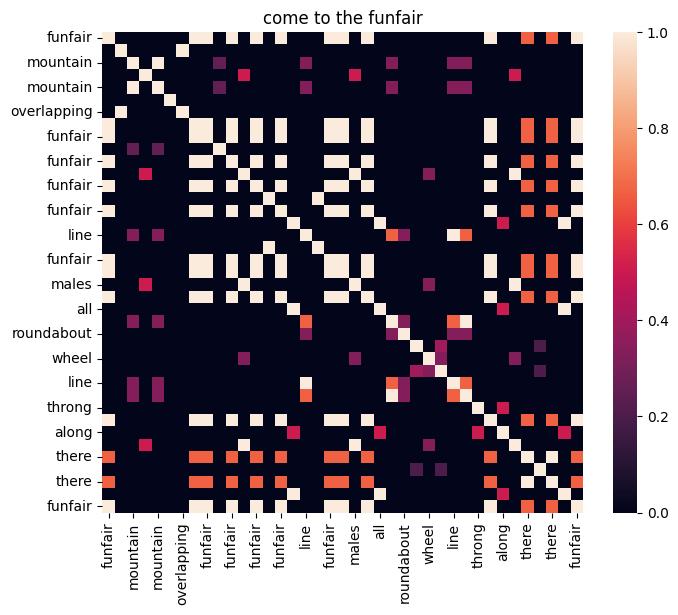 come to the funfair
funfair
mountain
mountain
overlapping
funfair
funfair
funfair
funfair
line
funfair
males
all
roundabout
wheel
line
throng
along
there
there
funfair
1.0
0.8
0.6
0.4
0.2
0.0
funfair
mountain
mountain
overlapping
funfair
funfair
funfair
funfair
line
funfair
males
all
roundabout
wheel
line
throng
along
there
there
funfair